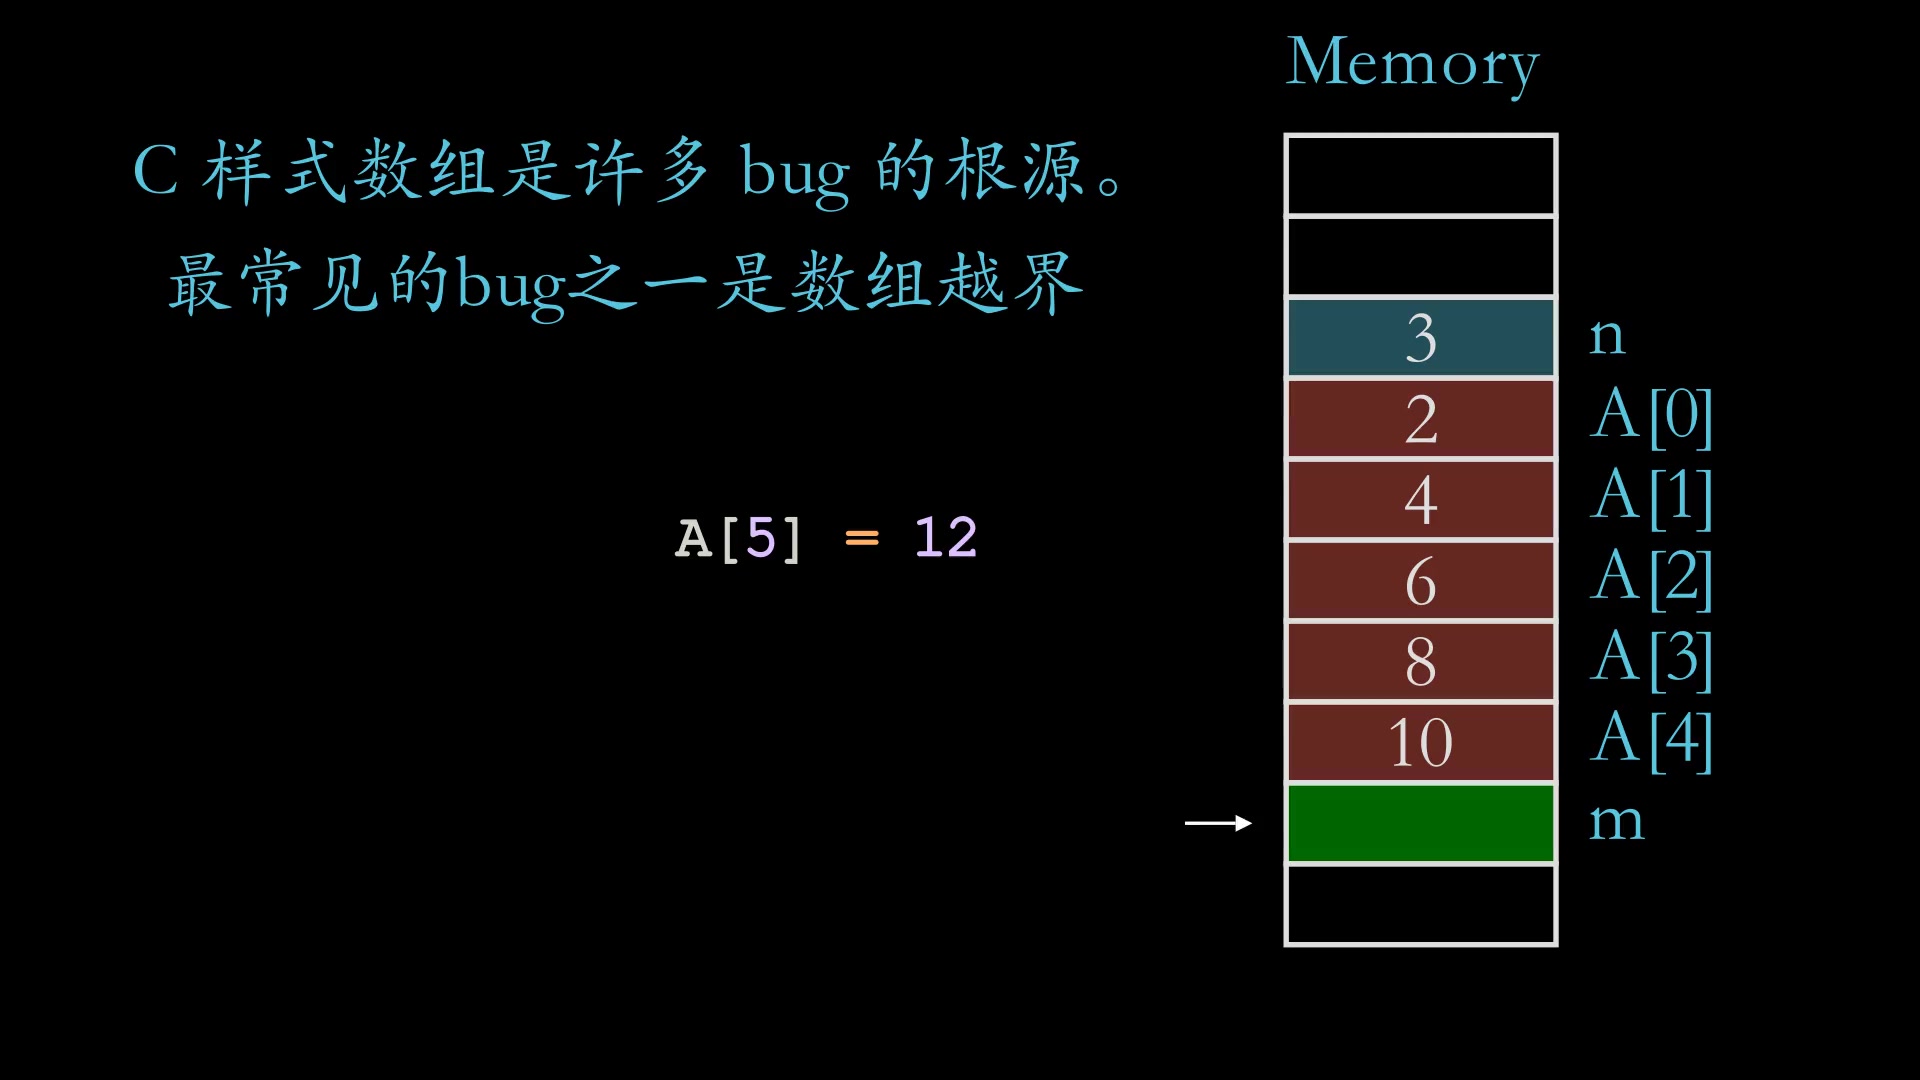 Memory
C 样式数组是许多 bug 的根源。
最常见的bug之一是数组越界
3 n
2 A[0]
4 A[1]
A[5] = 12
6 A[2]
8 A[3]
10 A[4]
m